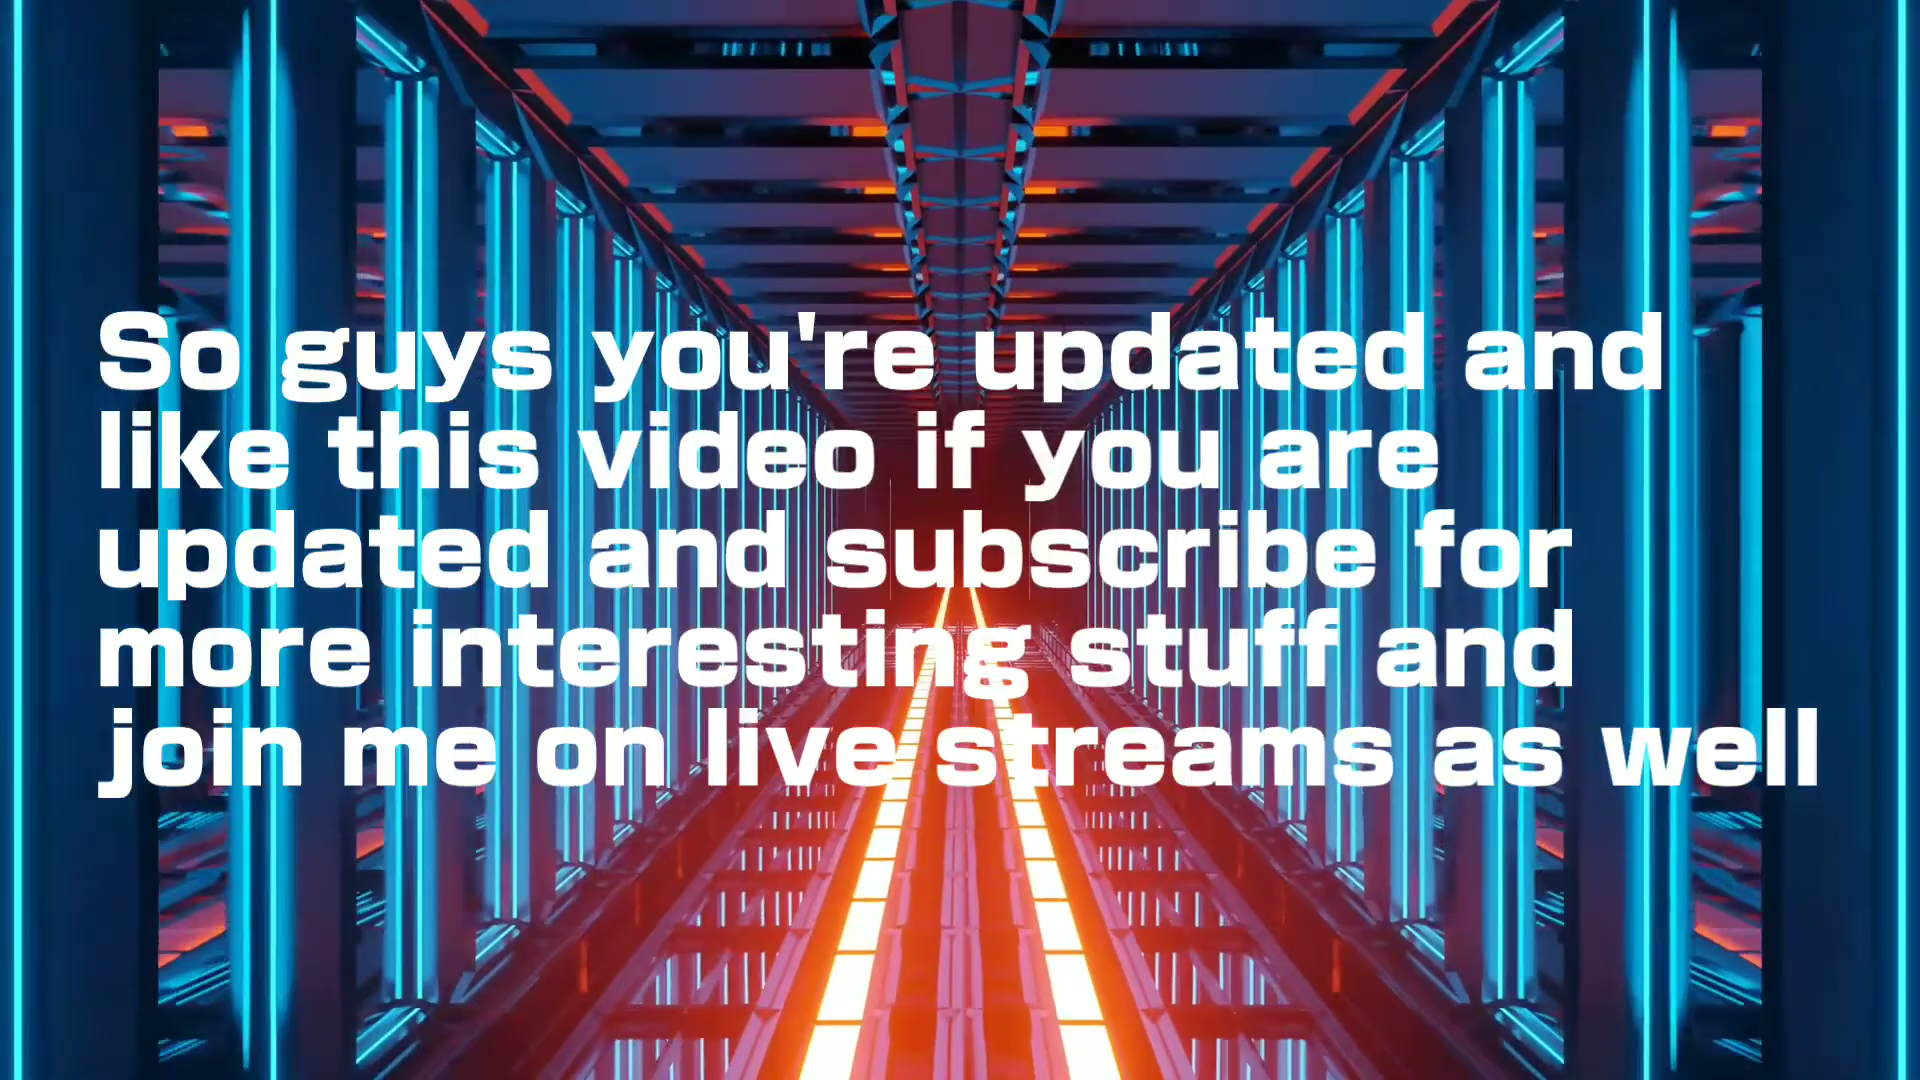 So guys you're updated and
like this video if you are
updated and subscribe for
more interesting stuff and
join me on live streams as well